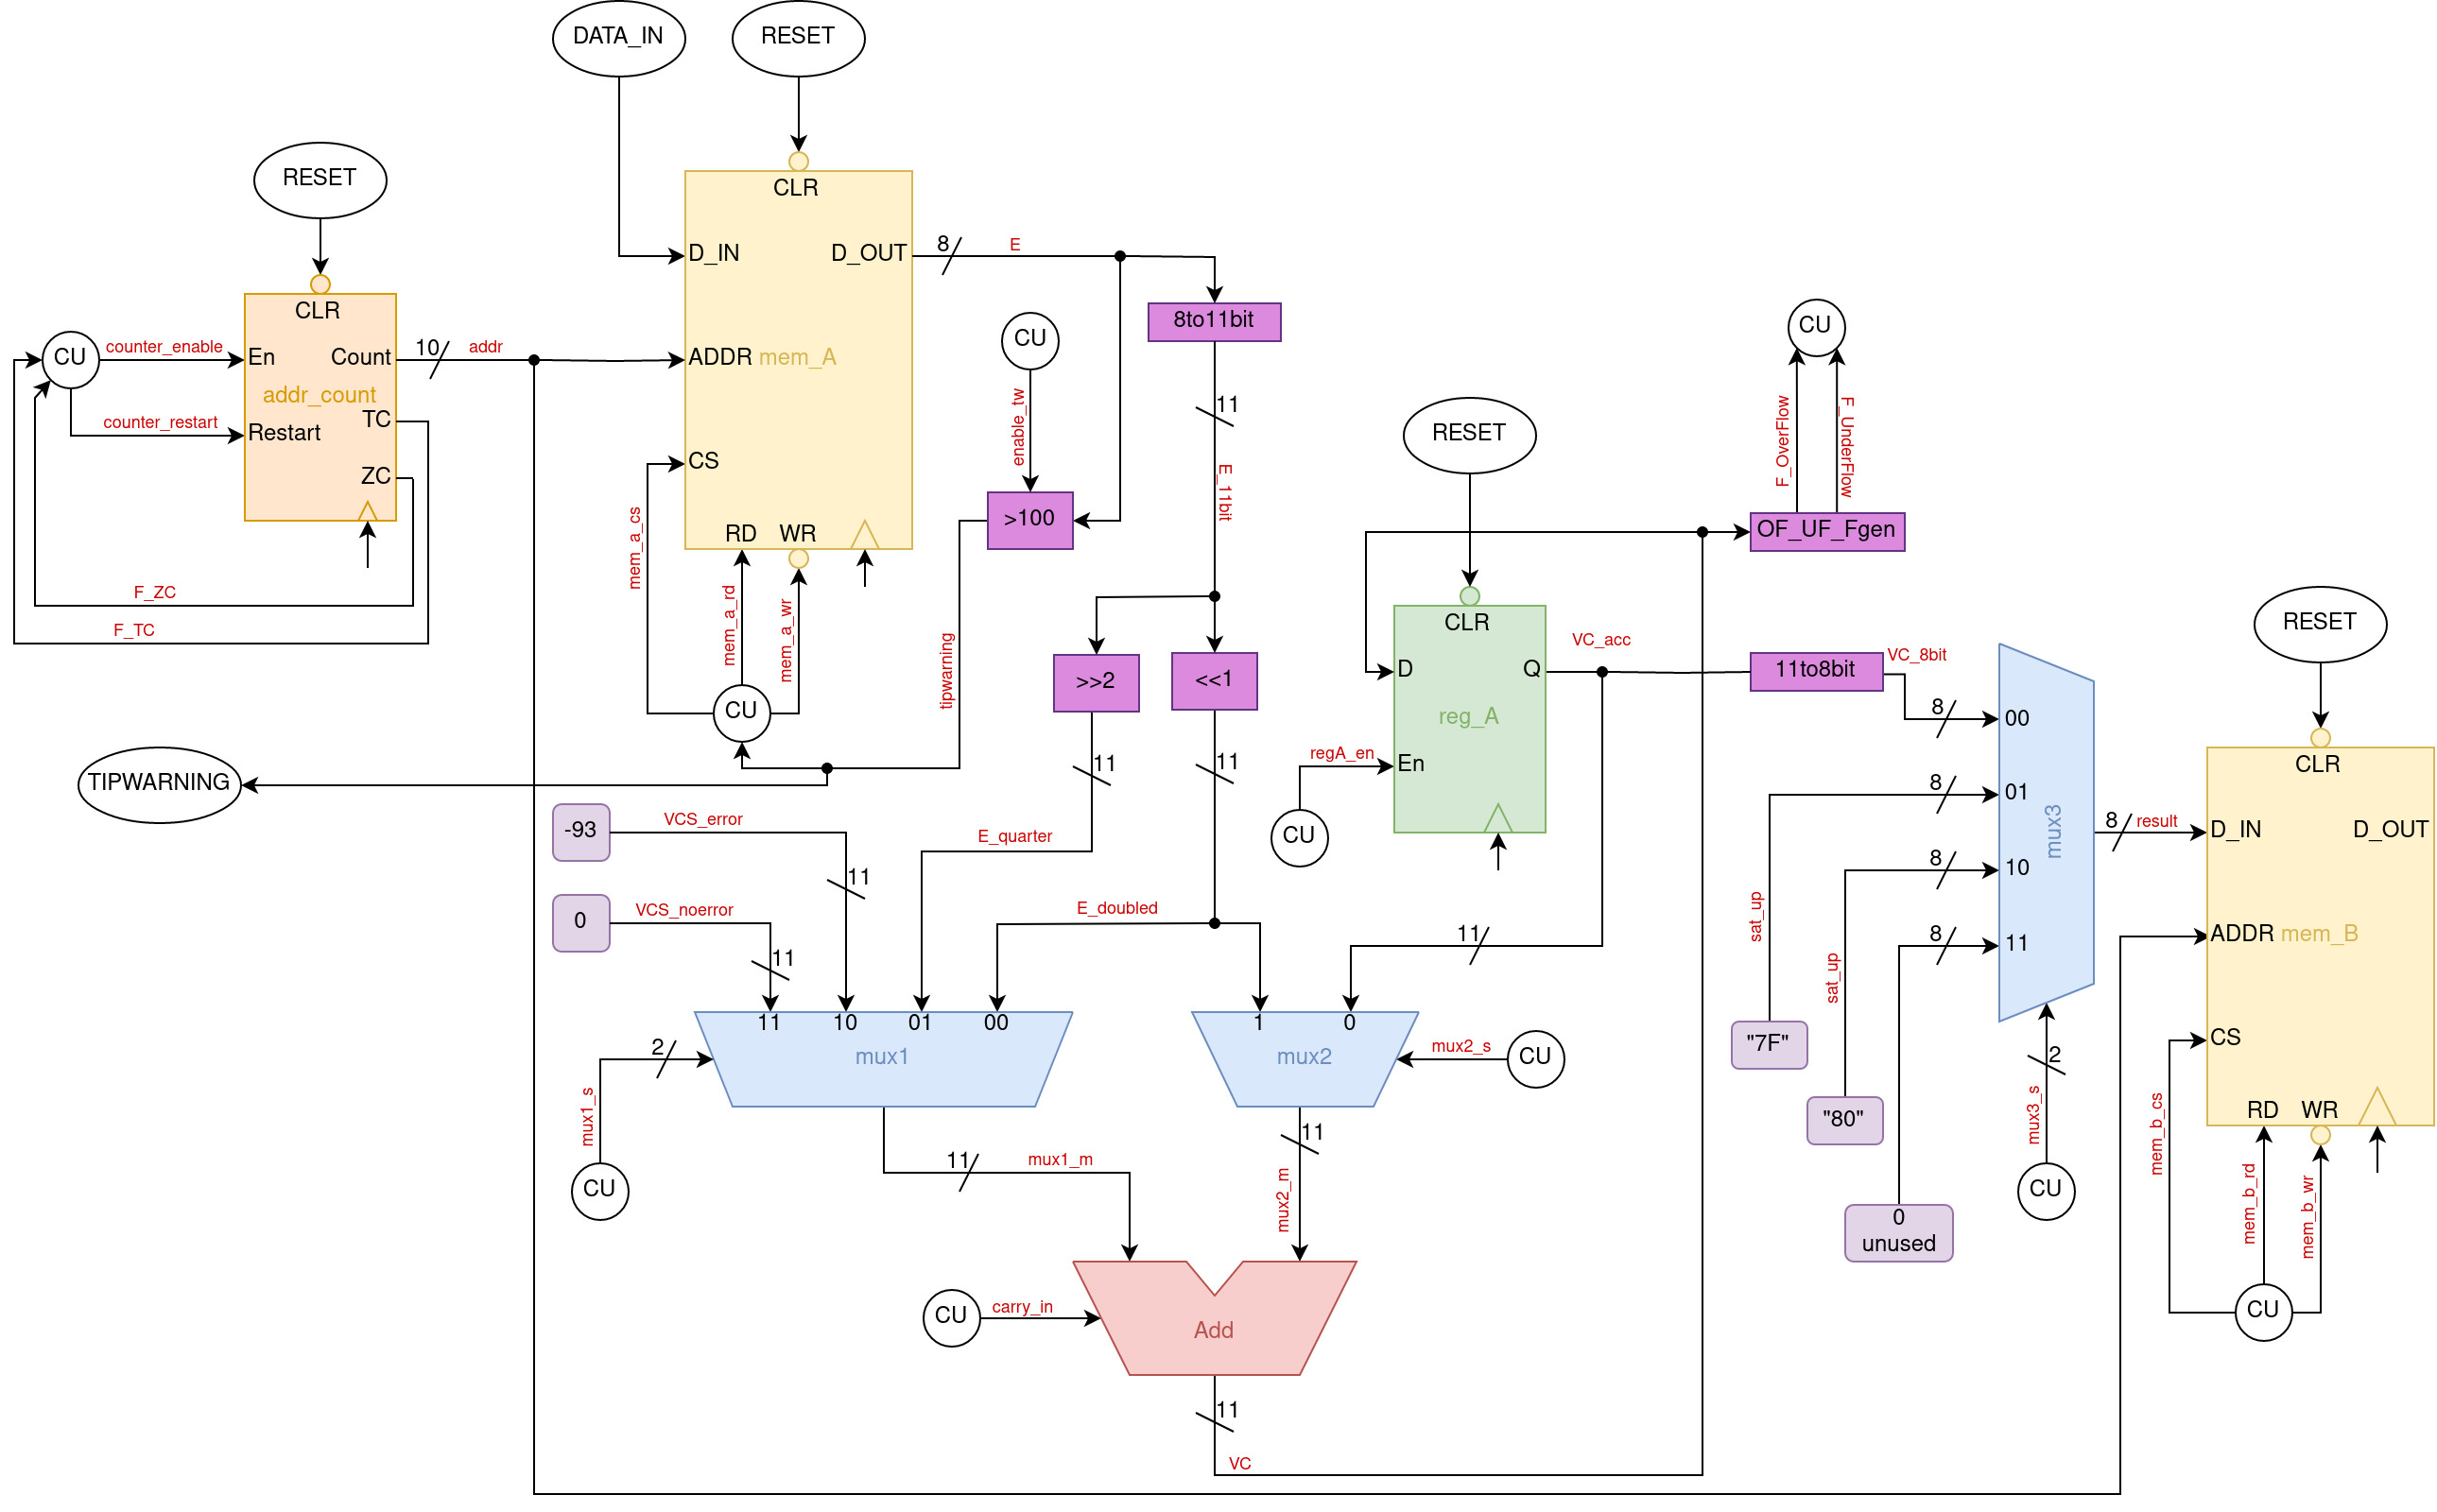 DATA_IN
RESET
RESET
CLR
D_IN
D_OUT
ADDR
mem_A
CS
RD
WR
8
E
8to11bit
CLR
En
Count
addr_count
TC
Restart
ZC
CU
counter_enable
counter_restart
10
addr
F_ZC
F_TC
CU
enable_tw
>100
11
E_11bit
mem_a_cs
mem_a_rd
mem_a_wr
CU
tipwarning
TIPWARNING
>>2
<<1
11
11
-93
VCS_error
11
0
VCS_noerror
11
E_quarter
E_doubled
RESET
CLR
D
Q
reg_A
En
regA_en
CU
VC_acc
11
CU
F_OverFlow
F_UnderFlow
OF_UF_Fgen
11to8bit
VC_8bit
8
00
8
01
8
10
8
11
mux3
sat_up
sat_up
"7F"
"80"
0
unused
2
mux3_s
CU
8
result
RESET
CLR
D_IN
D_OUT
ADDR
mem_B
CS
RD
WR
mem_b_cs
mem_b_rd
mem_b_wr
CU
11
10
01
00
mux1
2
mux1_s
CU
1
0
mux2
mux2_s
CU
11
mux1_m
11
mux2_m
CU
carry_in
Add
11
VC